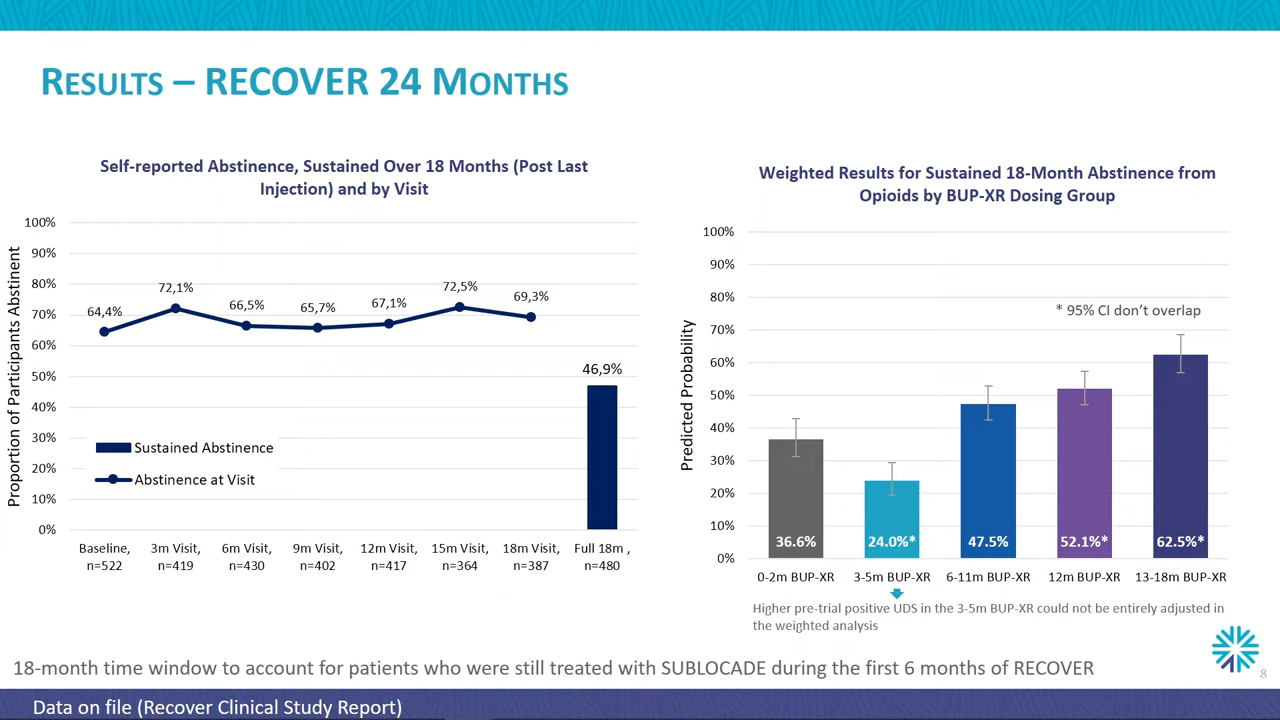 RESULTS – RECOVER 24 MONTHS
Self-reported Abstinence, Sustained Over 18 Months (Post Last
Injection) and by Visit
Proportion of Participants Abstinent
100%
90%
80%
70%
60%
50%
40%
30%
20%
10%
0%
64,4%
72,1%
66,5%
65,7%
67,1%
72,5%
69,3%
46,9%
Sustained Abstinence
Abstinence at Visit
Baseline,
n=522
3m Visit,
n=419
6m Visit,
n=430
9m Visit,
n=402
12m Visit,
n=417
15m Visit,
n=364
18m Visit,
n=387
Full 18m ,
n=480
Weighted Results for Sustained 18-Month Abstinence from
Opioids by BUP-XR Dosing Group
Predicted Probability
100%
90%
80%
70%
60%
50%
40%
30%
20%
10%
0%
* 95% CI don’t overlap
36.6%
24.0%*
47.5%
52.1%*
62.5%*
0-2m BUP-XR
3-5m BUP-XR
6-11m BUP-XR
12m BUP-XR
13-18m BUP-XR
Higher pre-trial positive UDS in the 3-5m BUP-XR could not be entirely adjusted in
the weighted analysis
18-month time window to account for patients who were still treated with SUBLOCADE during the first 6 months of RECOVER
8
Data on file (Recover Clinical Study Report)